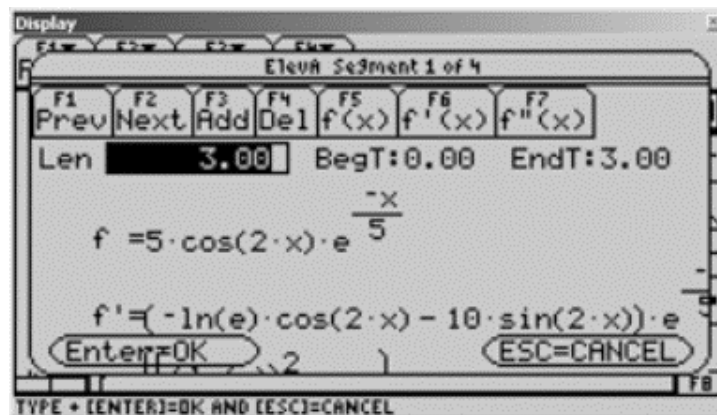 Display
ElevA Segment 1 of 4
F1 F2 F3 F4 F5 F6 F7
Prev Next Add Del f(x) f'(x) f"(x)
Len 3.00 BegT:0.00 EndT:3.00
-x
f =5·cos(2·x)·e 5
f'=(-ln(e)·cos(2·x)-10·sin(2·x))·e
Enter=OK 2 ) ESC=CANCEL
F8
TYPE + [ENTER]=OK AND [ESC]=CANCEL